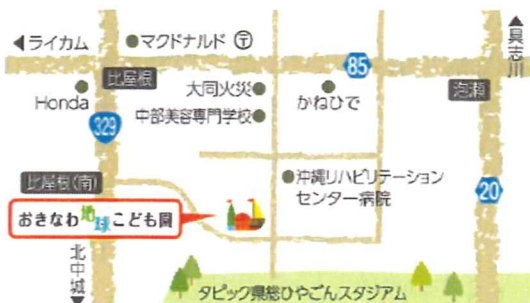 ◀ライカム
●マクドナルド 〒
▲具志川
85
比屋根
大同火災●
泡瀬
Honda
かねひで
中部美容専門学校●
329
●沖縄リハビリテーション
センター病院
比屋根(南)
20
おきなわ地球こども園
北中城▼
タピック県総ひやごんスタジアム